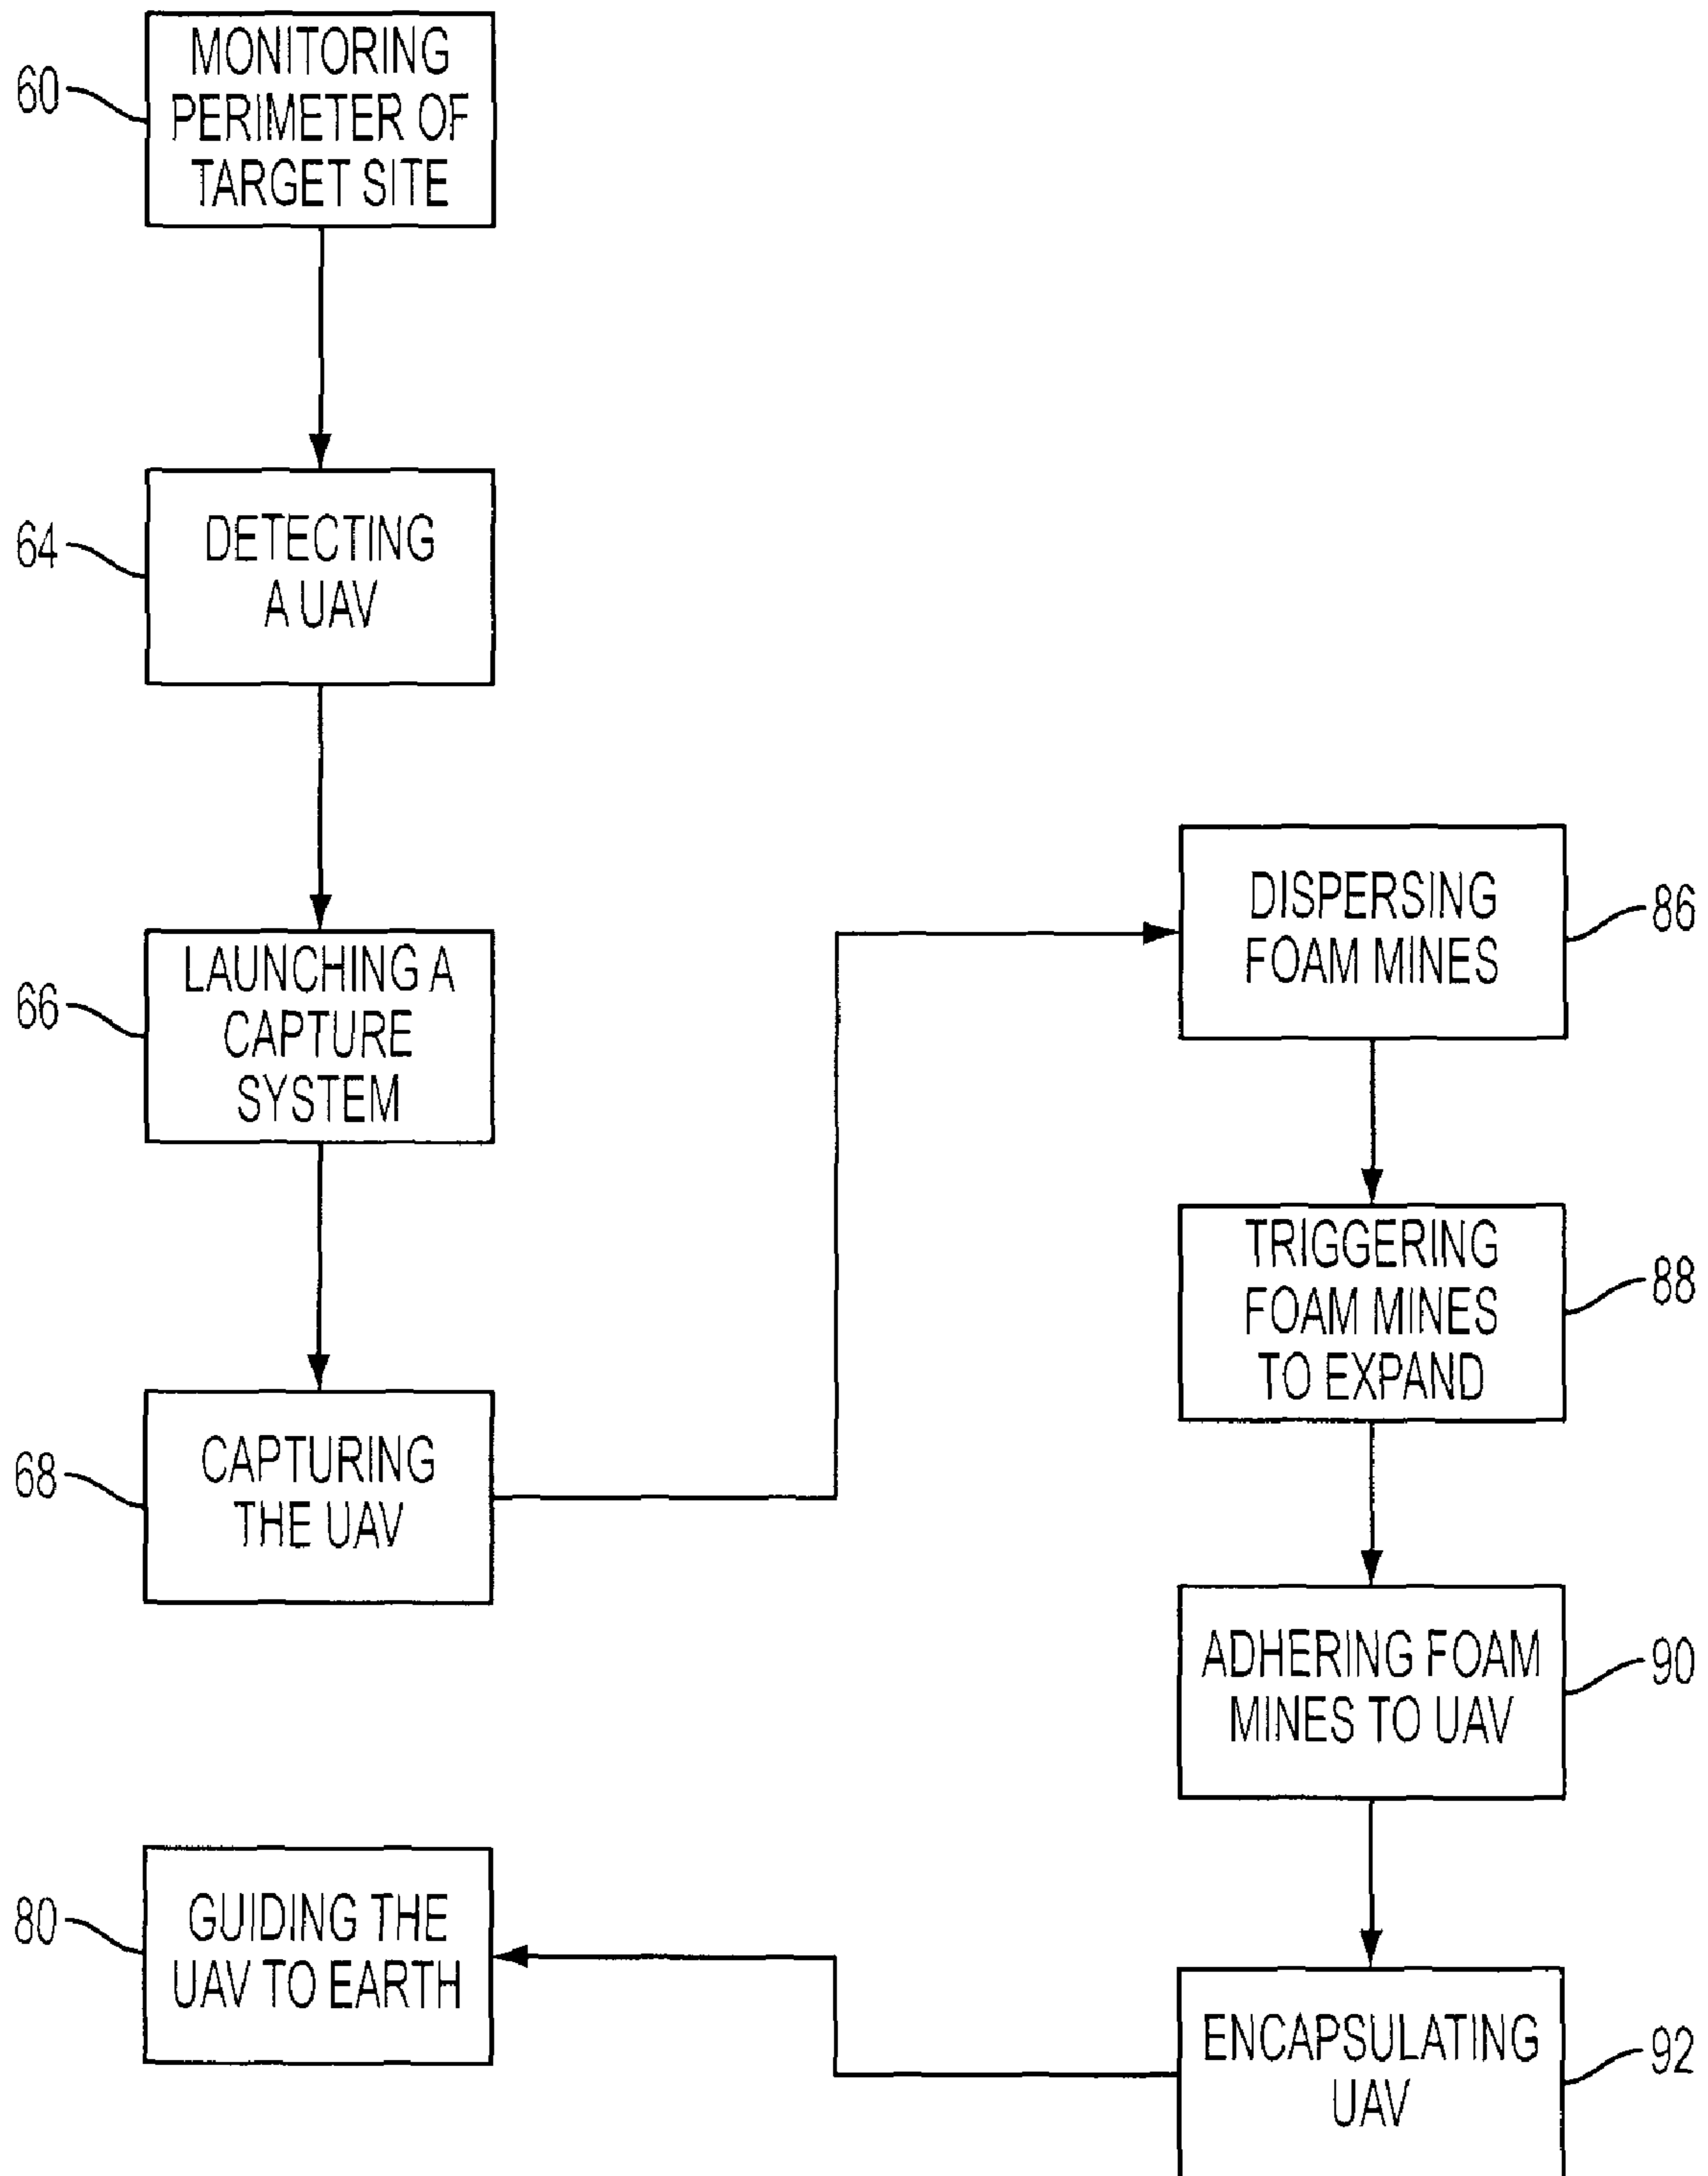 60
MONITORING
PERIMETER OF
TARGET SITE
64
DETECTING
A UAV
66
LAUNCHING A
CAPTURE
SYSTEM
68
CAPTURING
THE UAV
DISPERSING
FOAM MINES
86
TRIGGERING
FOAM MINES
TO EXPAND
88
ADHERING FOAM
MINES TO UAV
90
ENCAPSULATING
UAV
92
80
GUIDING THE
UAV TO EARTH